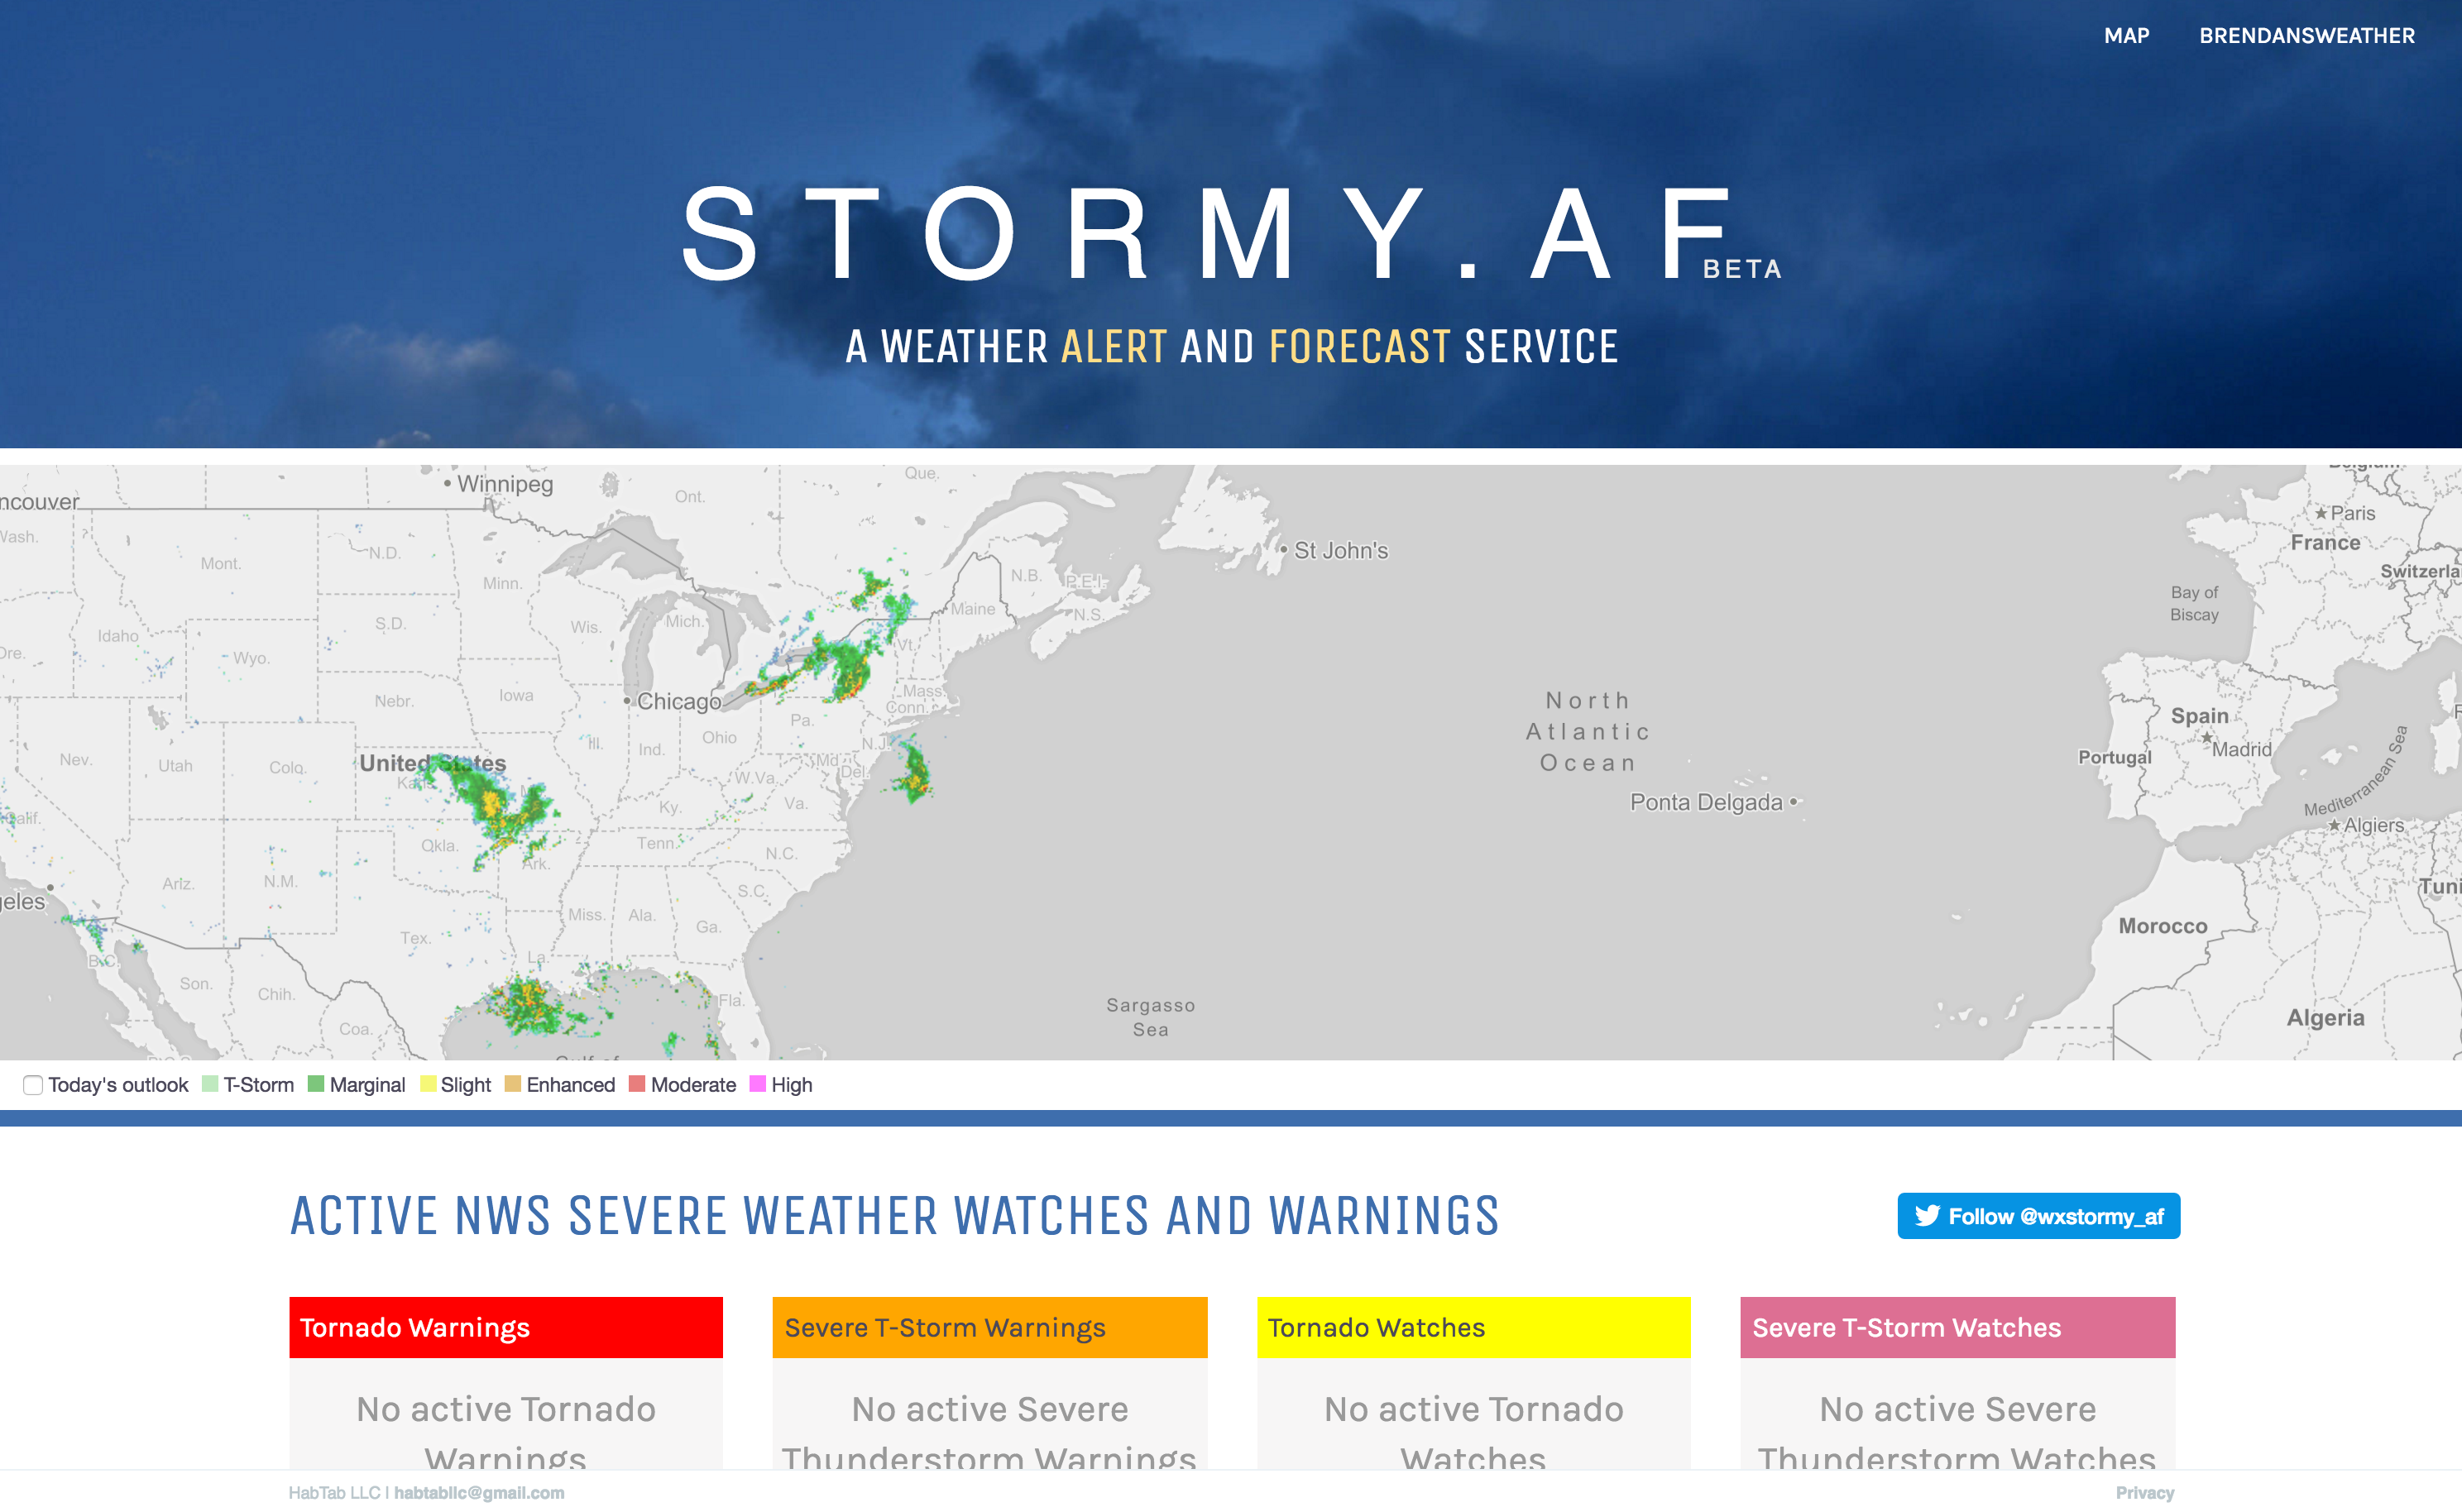 MAP BRENDANSWEATHER
STORMY.AF BETA
A WEATHER ALERT AND FORECAST SERVICE
Winnipeg
Ont.
Que.
ncouver
Wash.
Mont.
N.D.
Minn.
St John's
Paris
France
Switzerla
N.B.
P.E.I.
N.S.
Maine
Bay of
Biscay
Idaho
S.D.
Wis.
Mich.
Vt.
Ore.
Wyo.
Nebr.
Iowa
Chicago
Mass.
Conn.
North
Atlantic
Ocean
Pa.
Spain
Madrid
Portugal
Nev.
Utah
Colo.
United States
Ill.
Ind.
Ohio
N.J.
Md.
Del.
W.Va.
Ky.
Va.
Ponta Delgada
Mediterranean Sea
Algiers
Calif.
Okla.
Ark.
Tenn.
N.C.
Ariz.
N.M.
S.C.
Tuni
geles
Miss.
Ala.
Ga.
Morocco
Tex.
La.
B.C.
Son.
Chih.
Fla.
Sargasso
Sea
Algeria
Coa.
Gulf of
Today's outlook T-Storm Marginal Slight Enhanced Moderate High
ACTIVE NWS SEVERE WEATHER WATCHES AND WARNINGS
Follow @wxstormy_af
Tornado Warnings
No active Tornado
Warnings
Severe T-Storm Warnings
No active Severe
Thunderstorm Warnings
Tornado Watches
No active Tornado
Watches
Severe T-Storm Watches
No active Severe
Thunderstorm Watches
HabTab LLC | habtabllc@gmail.com
Privacy